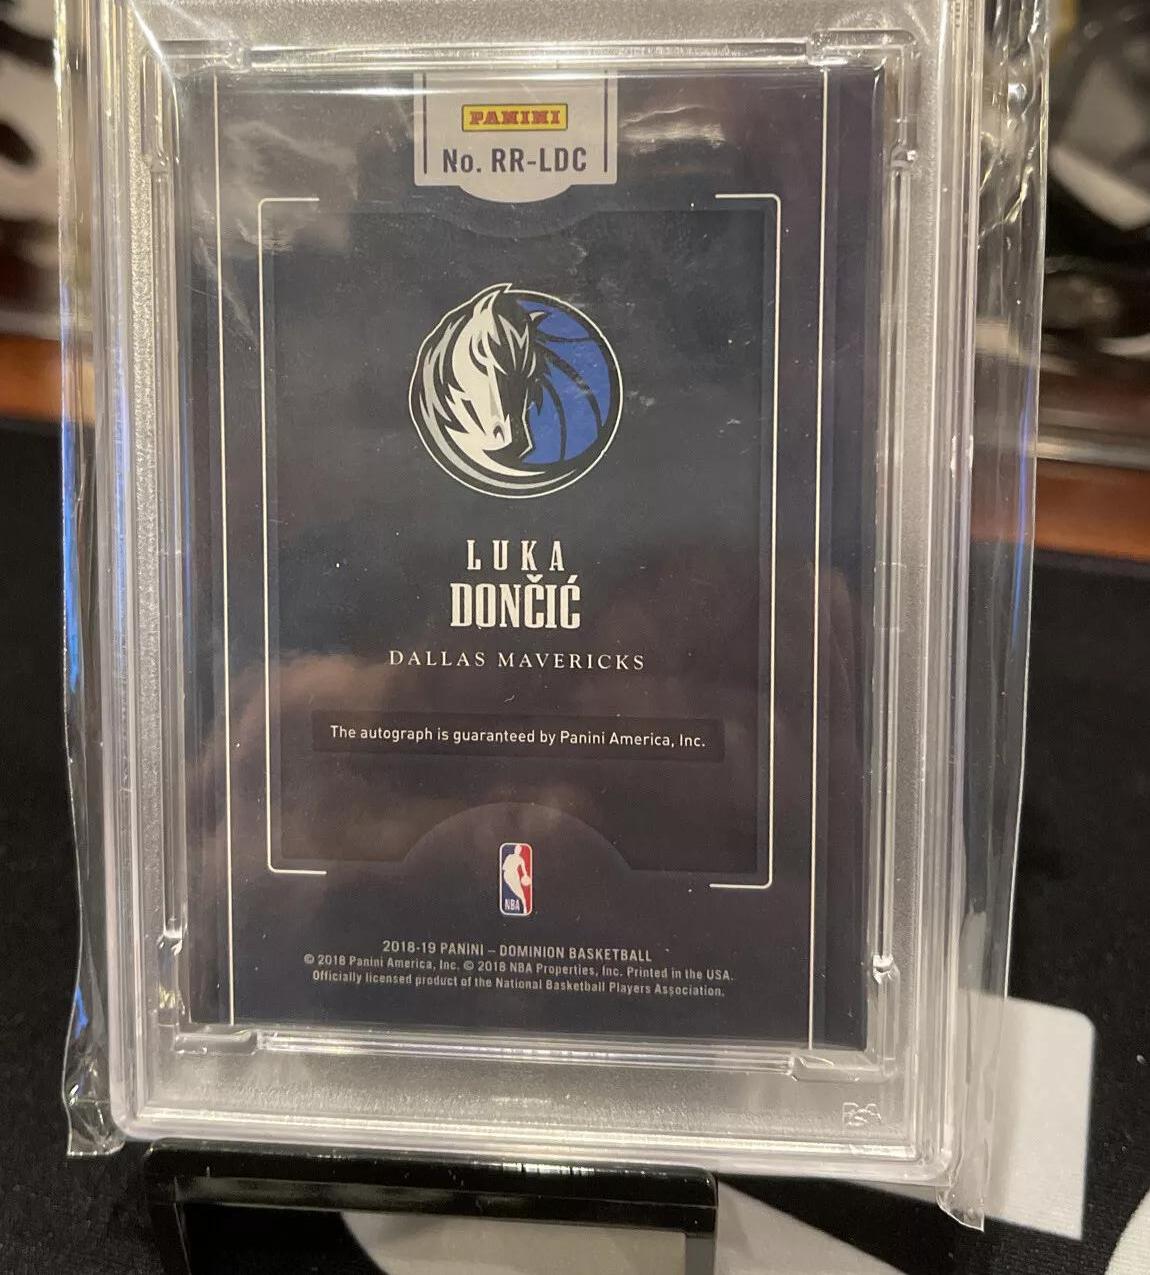 PANINI
No. RR-LDC
LUKA
DONČIĆ
DALLAS MAVERICKS
The autograph is guaranteed by Panini America, Inc.
NBA
2018-19 PANINI – DOMINION BASKETBALL
© 2018 Panini America, Inc. © 2018 NBA Properties, Inc. Printed in the USA.
Officially licensed product of the National Basketball Players Association.
PSA